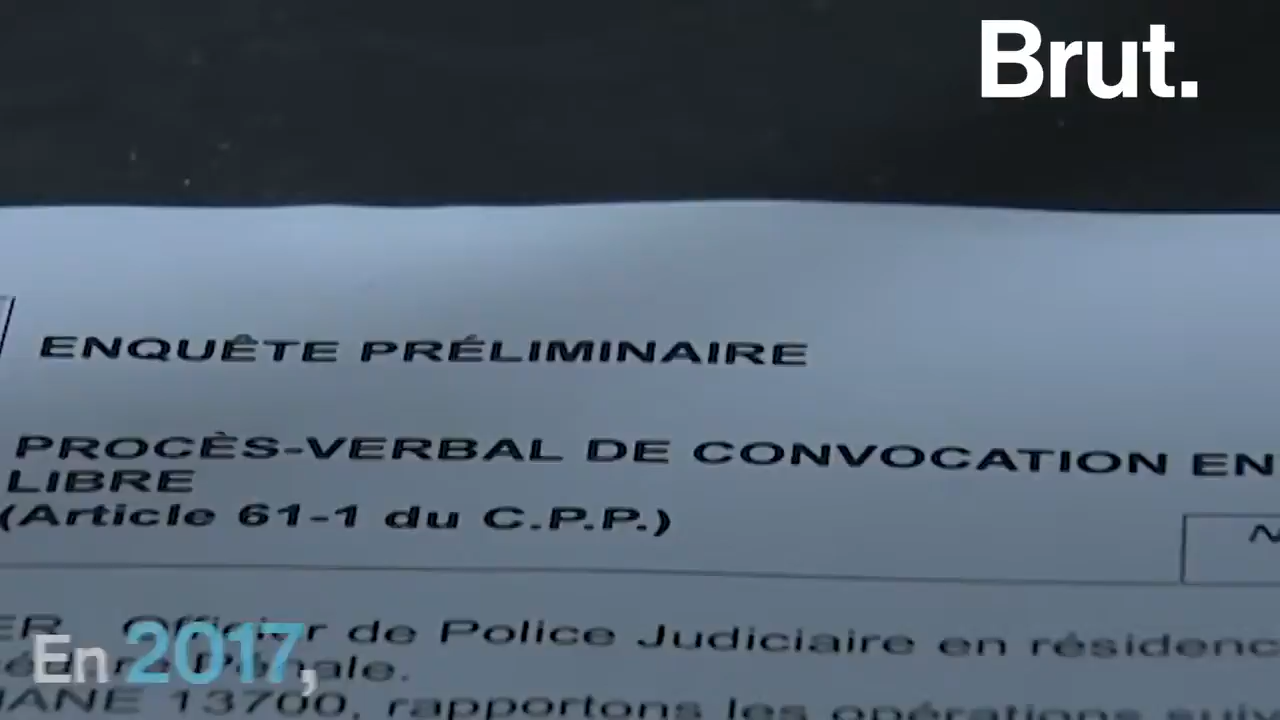 Brut.
ENQUÊTE PRÉLIMINAIRE
PROCÈS-VERBAL DE CONVOCATION EN
LIBRE
(Article 61-1 du C.P.P.)
Officier de Police Judiciaire en
Pénale.
En 2017,
13700, rapportons les opérations